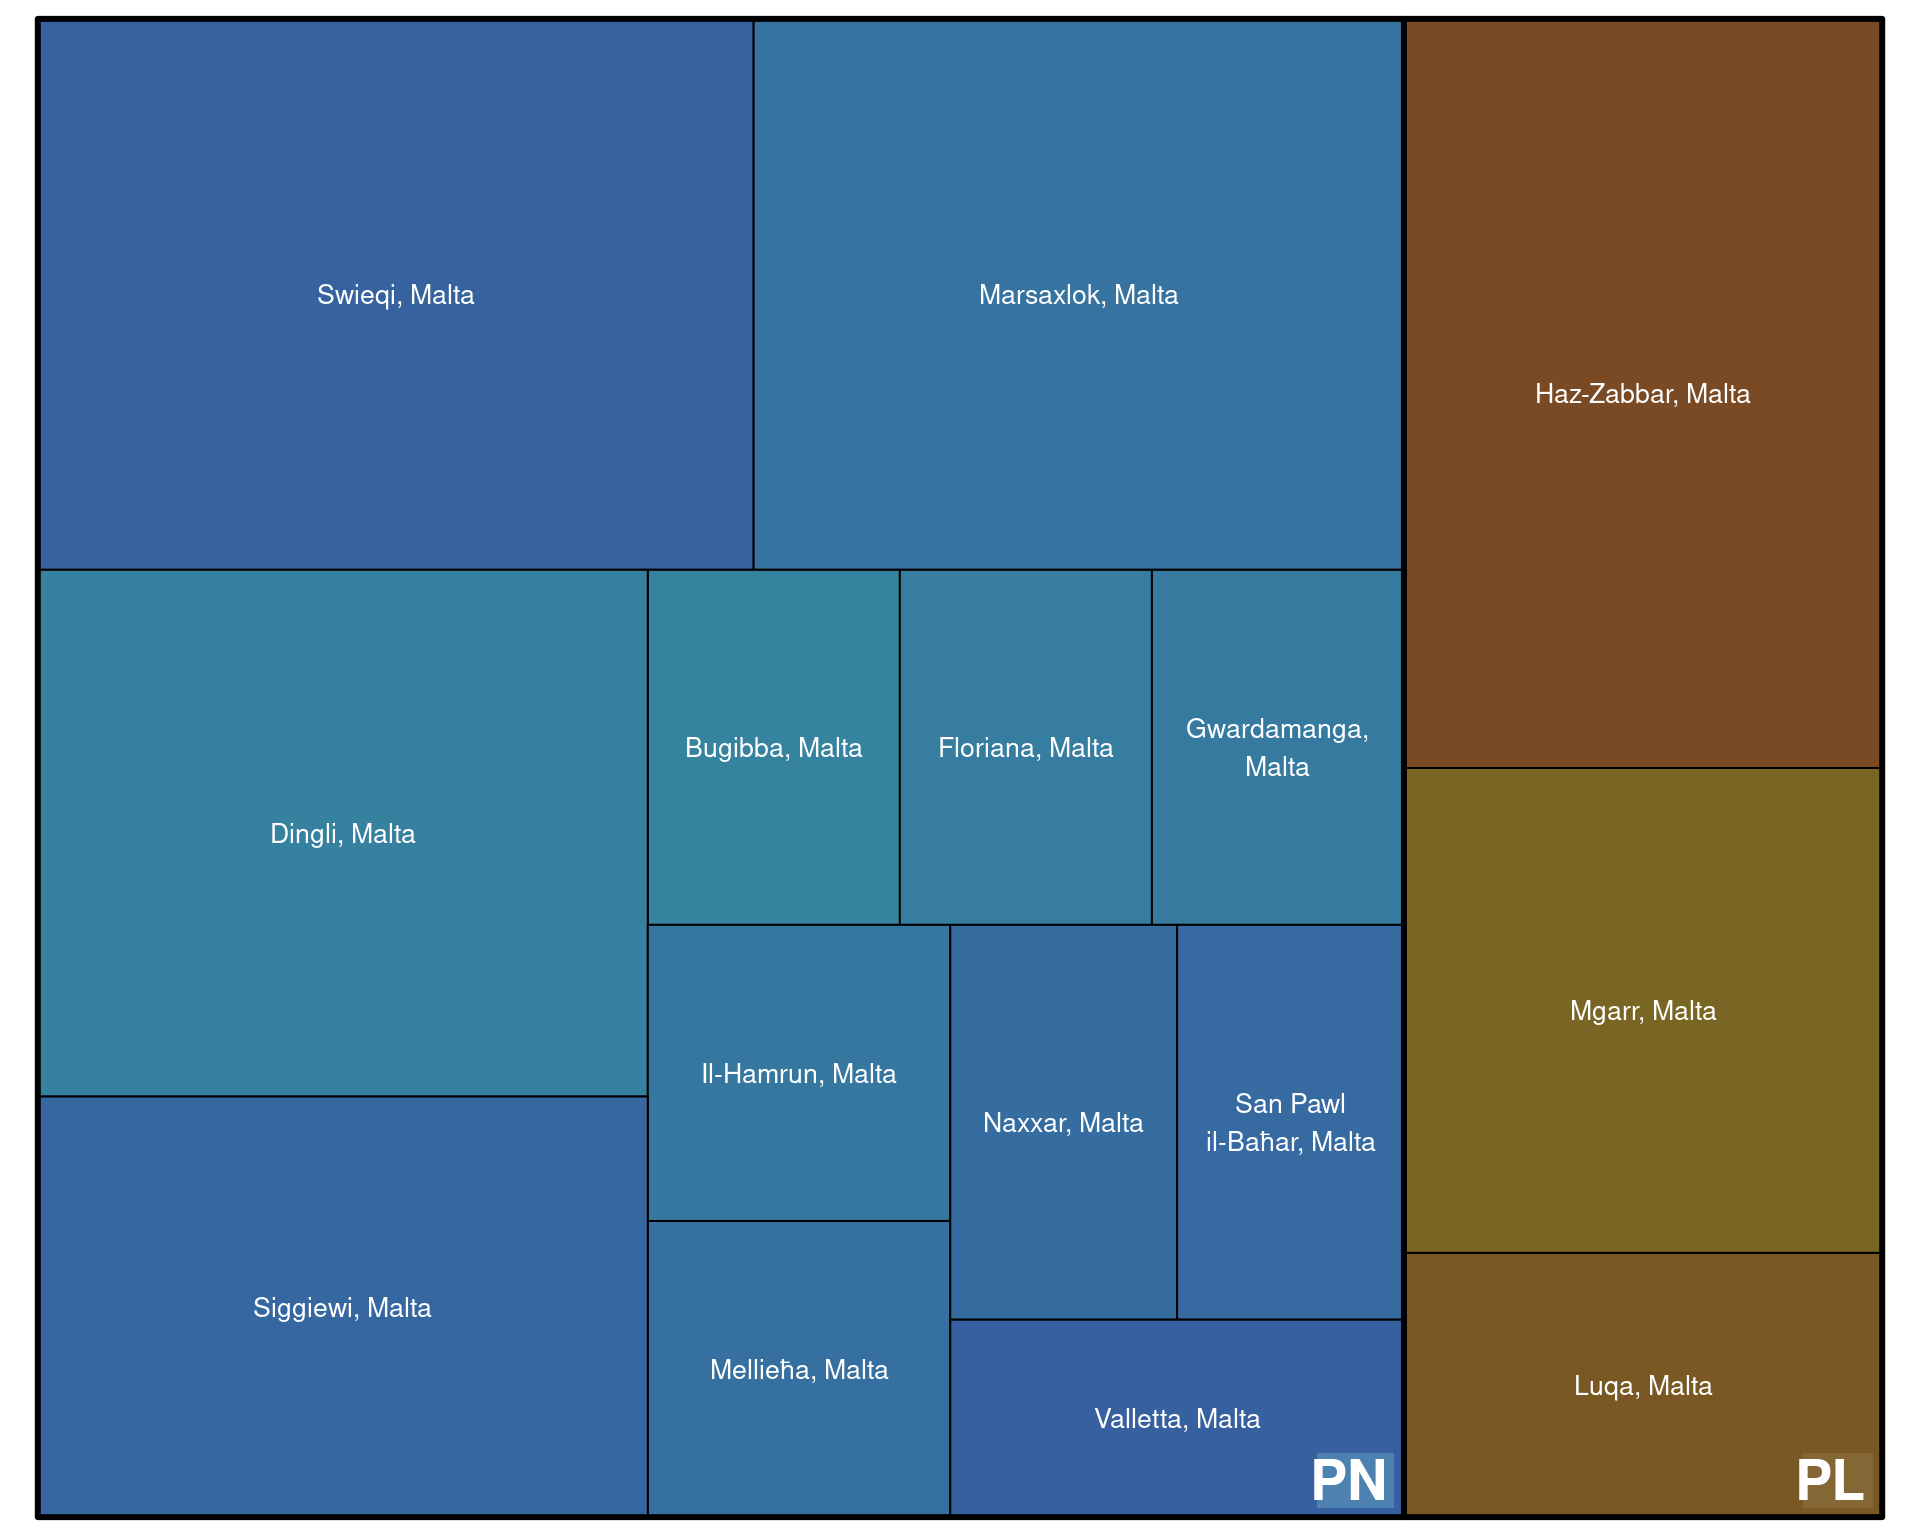 Swieqi, Malta
Marsaxlok, Malta
Haz-Zabbar, Malta
Dingli, Malta
Bugibba, Malta
Floriana, Malta
Gwardamanga,
Malta
Mgarr, Malta
Il-Hamrun, Malta
Naxxar, Malta
San Pawl
il-Baħar, Malta
Siggiewi, Malta
Mellieħa, Malta
Valletta, Malta
Luqa, Malta
PN
PL